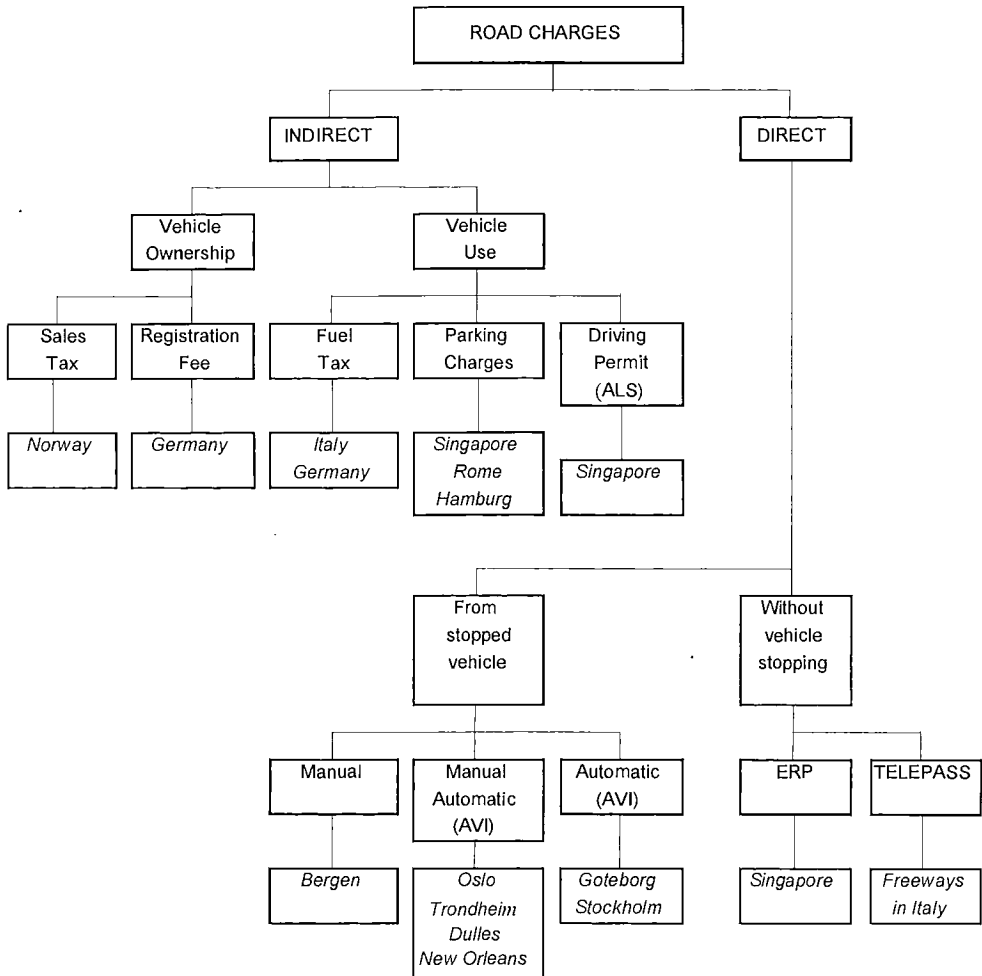 ROAD CHARGES
INDIRECT
DIRECT
Vehicle
Ownership
Vehicle
Use
Sales
Tax
Registration
Fee
Fuel
Tax
Parking
Charges
Driving
Permit
(ALS)
Norway
Germany
Italy
Germany
Singapore
Rome
Hamburg
Singapore
From
stopped
vehicle
Without
vehicle
stopping
Manual
Manual
Automatic
(AVI)
Automatic
(AVI)
ERP
TELEPASS
Bergen
Oslo
Trondheim
Dulles
New Orleans
Goteborg
Stockholm
Singapore
Freeways
in Italy